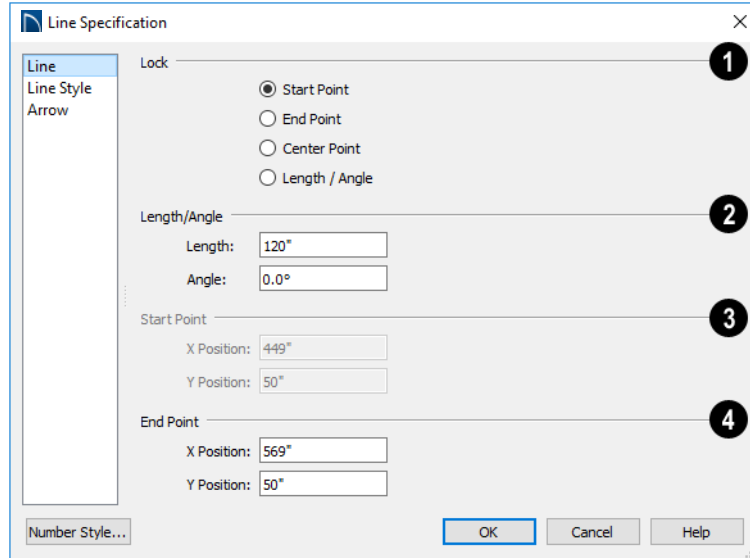 Line Specification
Line
Line Style
Arrow
Lock
1
Start Point
End Point
Center Point
Length / Angle
Length/Angle
2
Length: 120"
Angle: 0.0°
Start Point
3
X Position: 449"
Y Position: 50"
End Point
4
X Position: 569"
Y Position: 50"
Number Style... OK Cancel Help